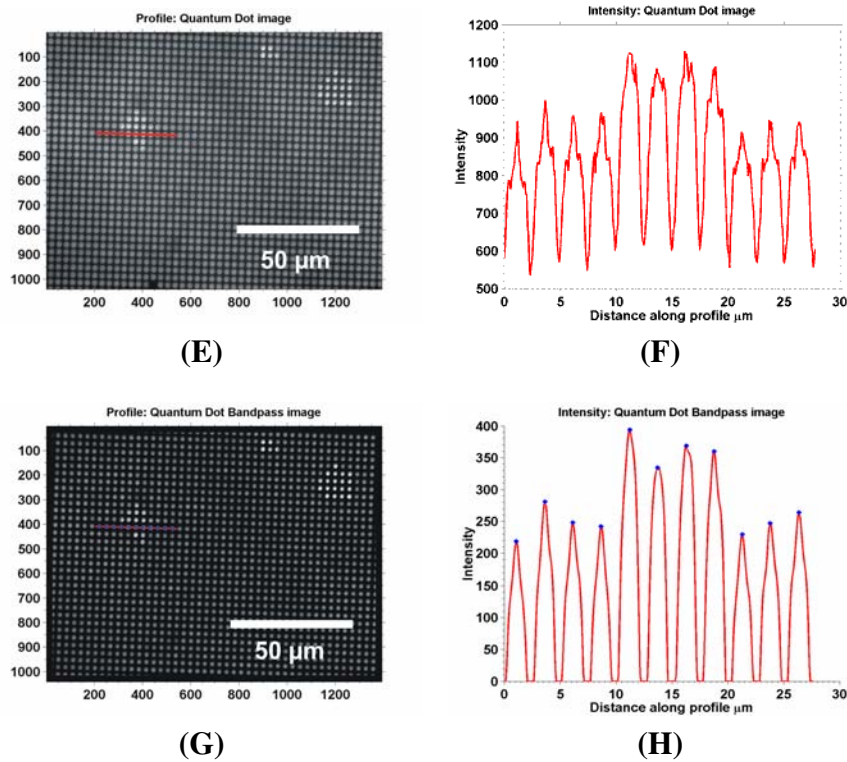 Profile: Quantum Dot image
100
200
300
400
500
600
700
800
900
1000
50 μm
200 400 600 800 1000 1200
(E)
Intensity: Quantum Dot image
1200
1100
1000
900
800
700
600
500
Intensity
0 5 10 15 20 25 30
Distance along profile μm
(F)
Profile: Quantum Dot Bandpass image
100
200
300
400
500
600
700
800
900
1000
50 μm
200 400 600 800 1000 1200
(G)
Intensity: Quantum Dot Bandpass image
400
350
300
250
200
150
100
50
0
Intensity
0 5 10 15 20 25 30
Distance along profile μm
(H)